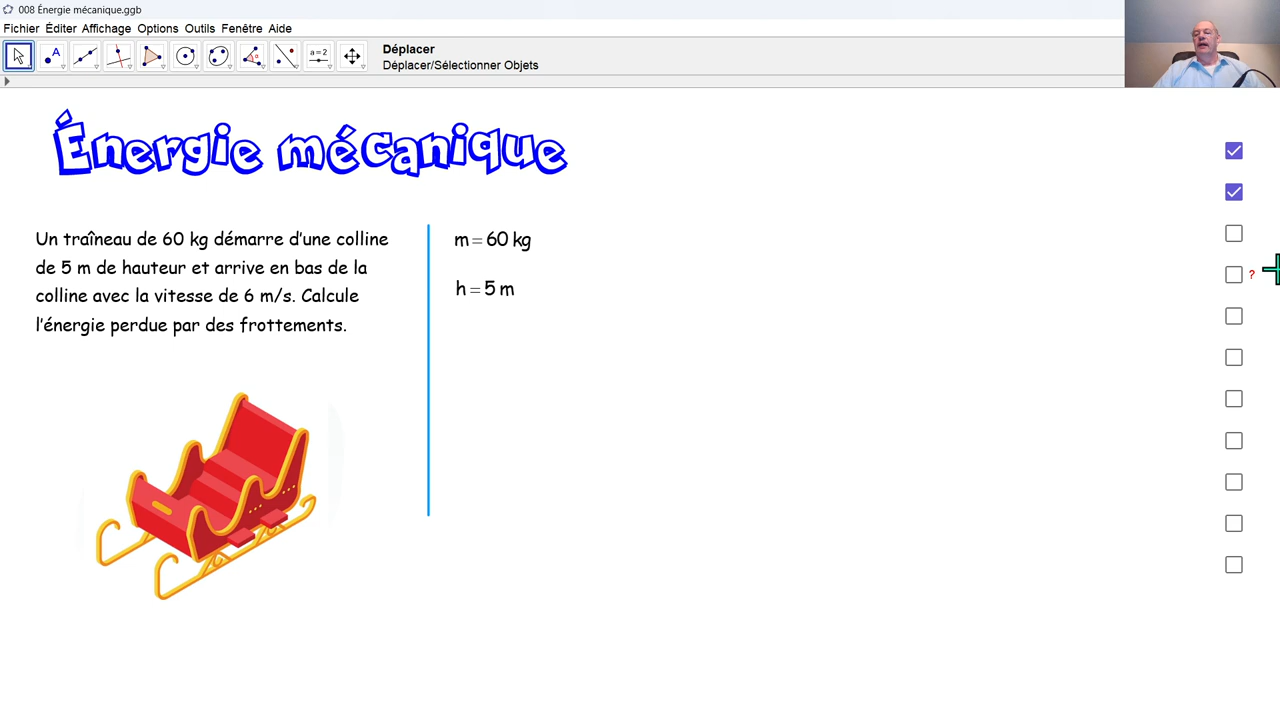 008 Énergie mécanique.ggb
Fichier Éditer Affichage Options Outils Fenêtre Aide
A
a=2
Déplacer
Déplacer/Sélectionner Objets
Énergie mécanique
Un traîneau de 60 kg démarre d’une colline
de 5 m de hauteur et arrive en bas de la
colline avec la vitesse de 6 m/s. Calcule
l’énergie perdue par des frottements.
m = 60 kg
h = 5 m
?